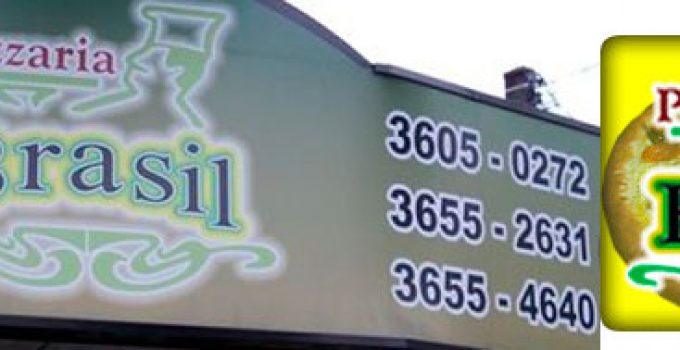 zzaria
Brasil
3605 - 0272
3655 - 2631
3655 - 4640
P